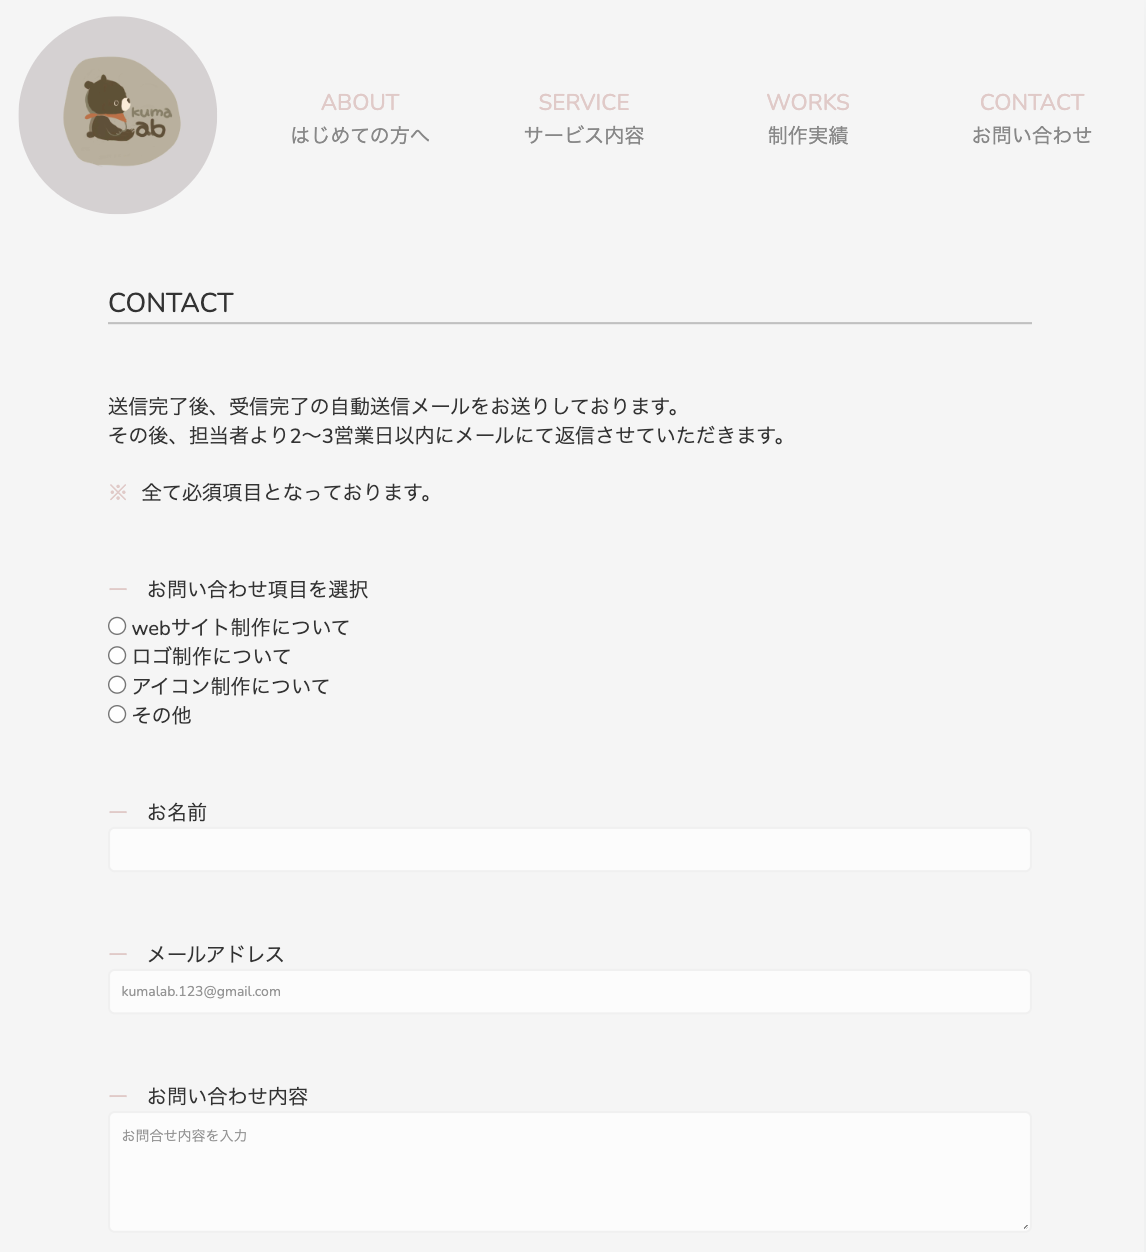 kuma
ab
ABOUT
はじめての方へ
SERVICE
サービス内容
WORKS
制作実績
CONTACT
お問い合わせ
CONTACT
送信完了後、受信完了の自動送信メールをお送りしております。
その後、担当者より2〜3営業日以内にメールにて返信させていただきます。
※ 全て必須項目となっております。
― お問い合わせ項目を選択
webサイト制作について
ロゴ制作について
アイコン制作について
その他
― お名前
― メールアドレス
kumalab.123@gmail.com
― お問い合わせ内容
お問合せ内容を入力